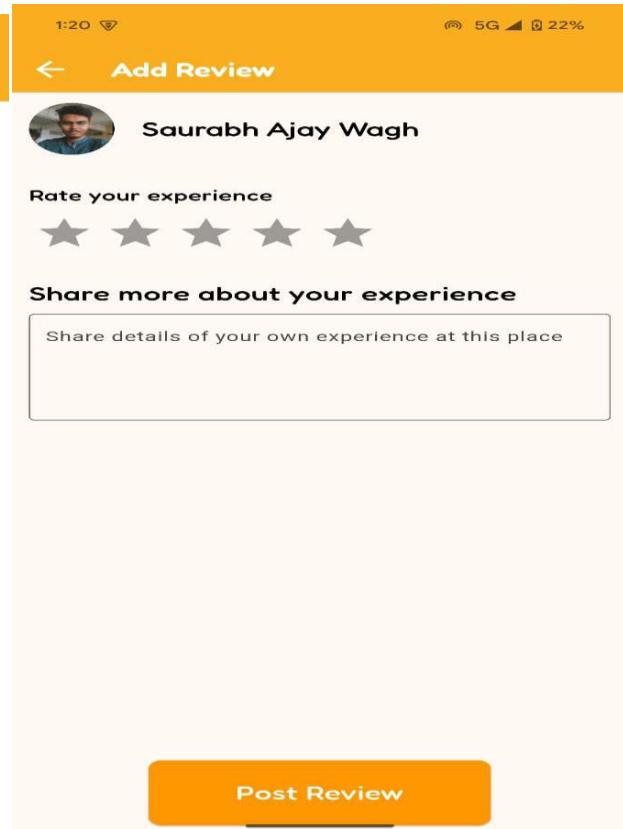 1:20 5G 22%
Add Review
Saurabh Ajay Wagh
Rate your experience
Share more about your experience
Share details of your own experience at this place
Post Review